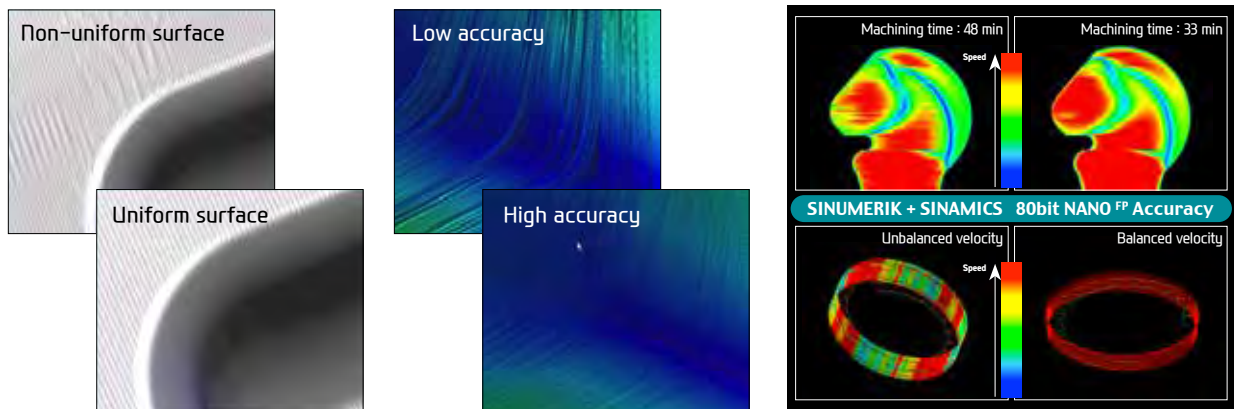 Non-uniform surface
Uniform surface
Low accuracy
High accuracy
Machining time : 48 min
Machining time : 33 min
Speed
SINUMERIK + SINAMICS 80bit NANO FP Accuracy
Unbalanced velocity
Balanced velocity
Speed